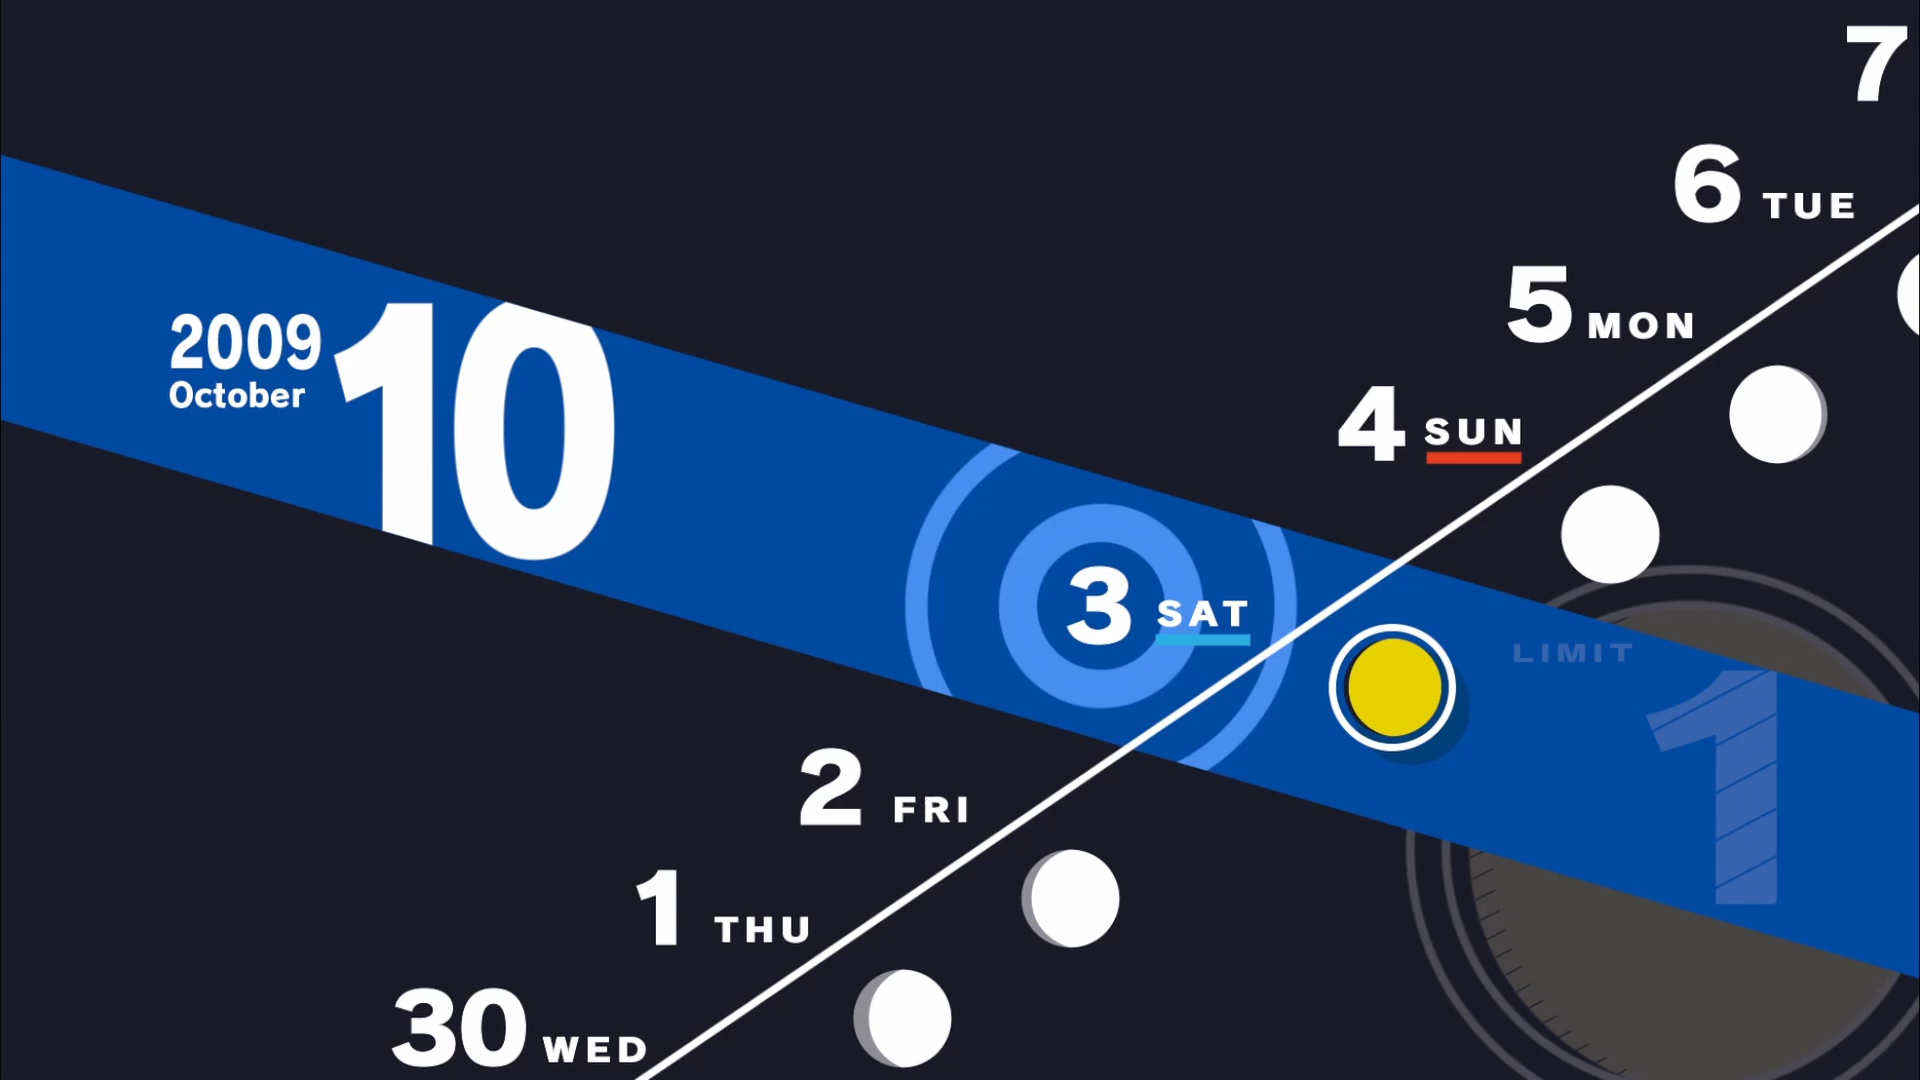 7
6 TUE
5 MON
4 SUN
2009
October
10
3 SAT
LIMIT
1
2 FRI
1 THU
30 WED